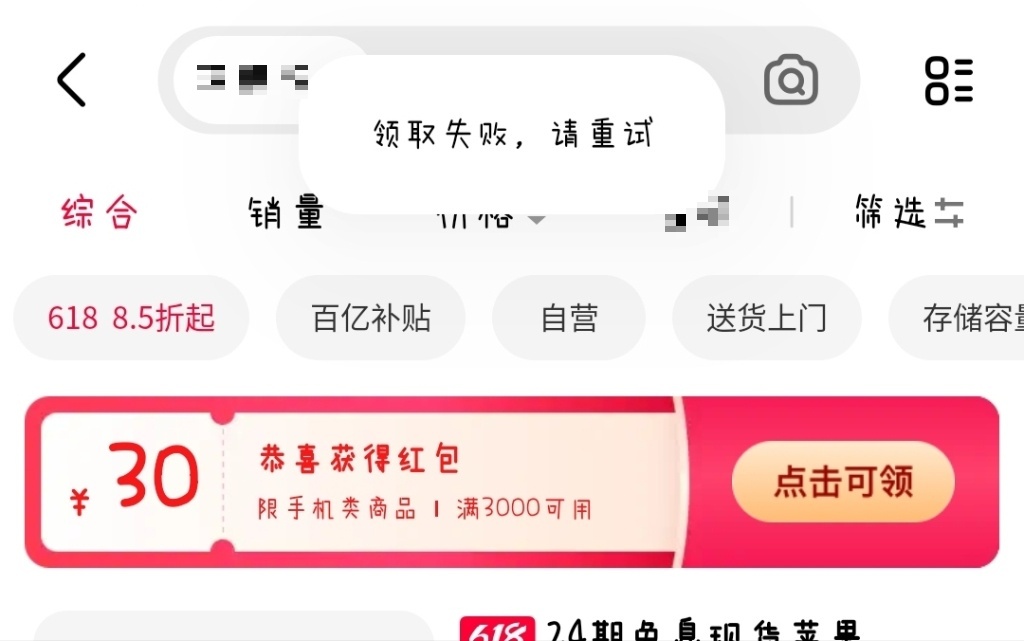 领取失败，请重试
综合 销量 价格 筛选
618 8.5折起 百亿补贴 自营 送货上门 存储容量
¥30
恭喜获得红包
限手机类商品 | 满3000可用
点击可领
618 24期免息现货苹果